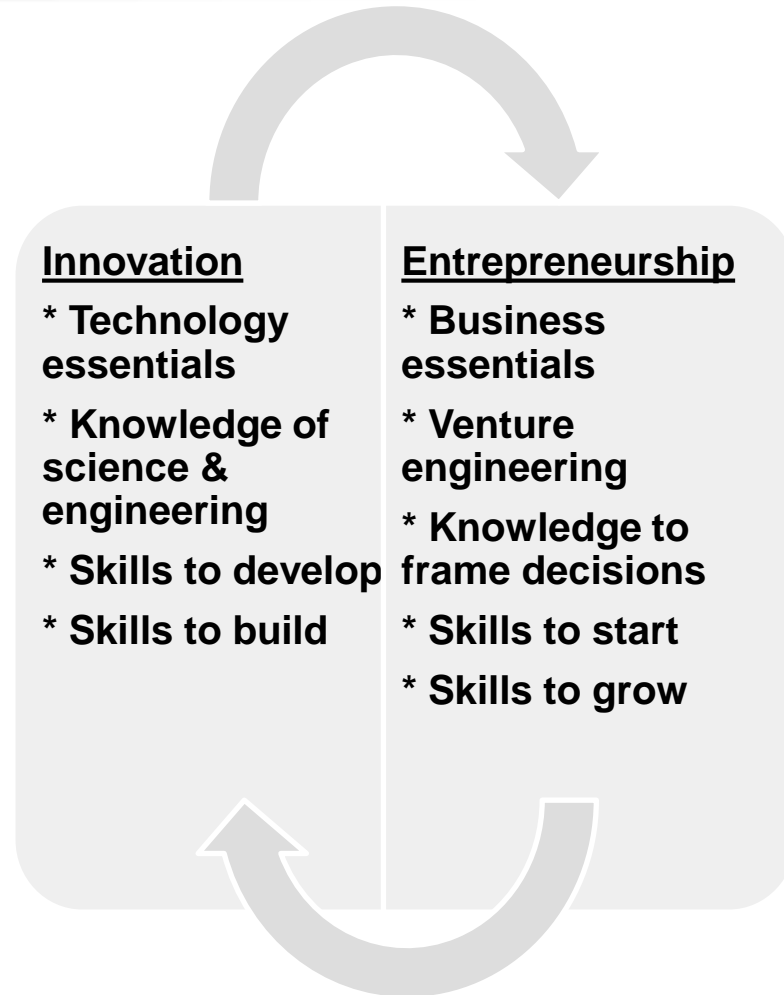 Innovation
* Technology
essentials
* Knowledge of
science &
engineering
* Skills to develop
* Skills to build
Entrepreneurship
* Business
essentials
* Venture
engineering
* Knowledge to
frame decisions
* Skills to start
* Skills to grow